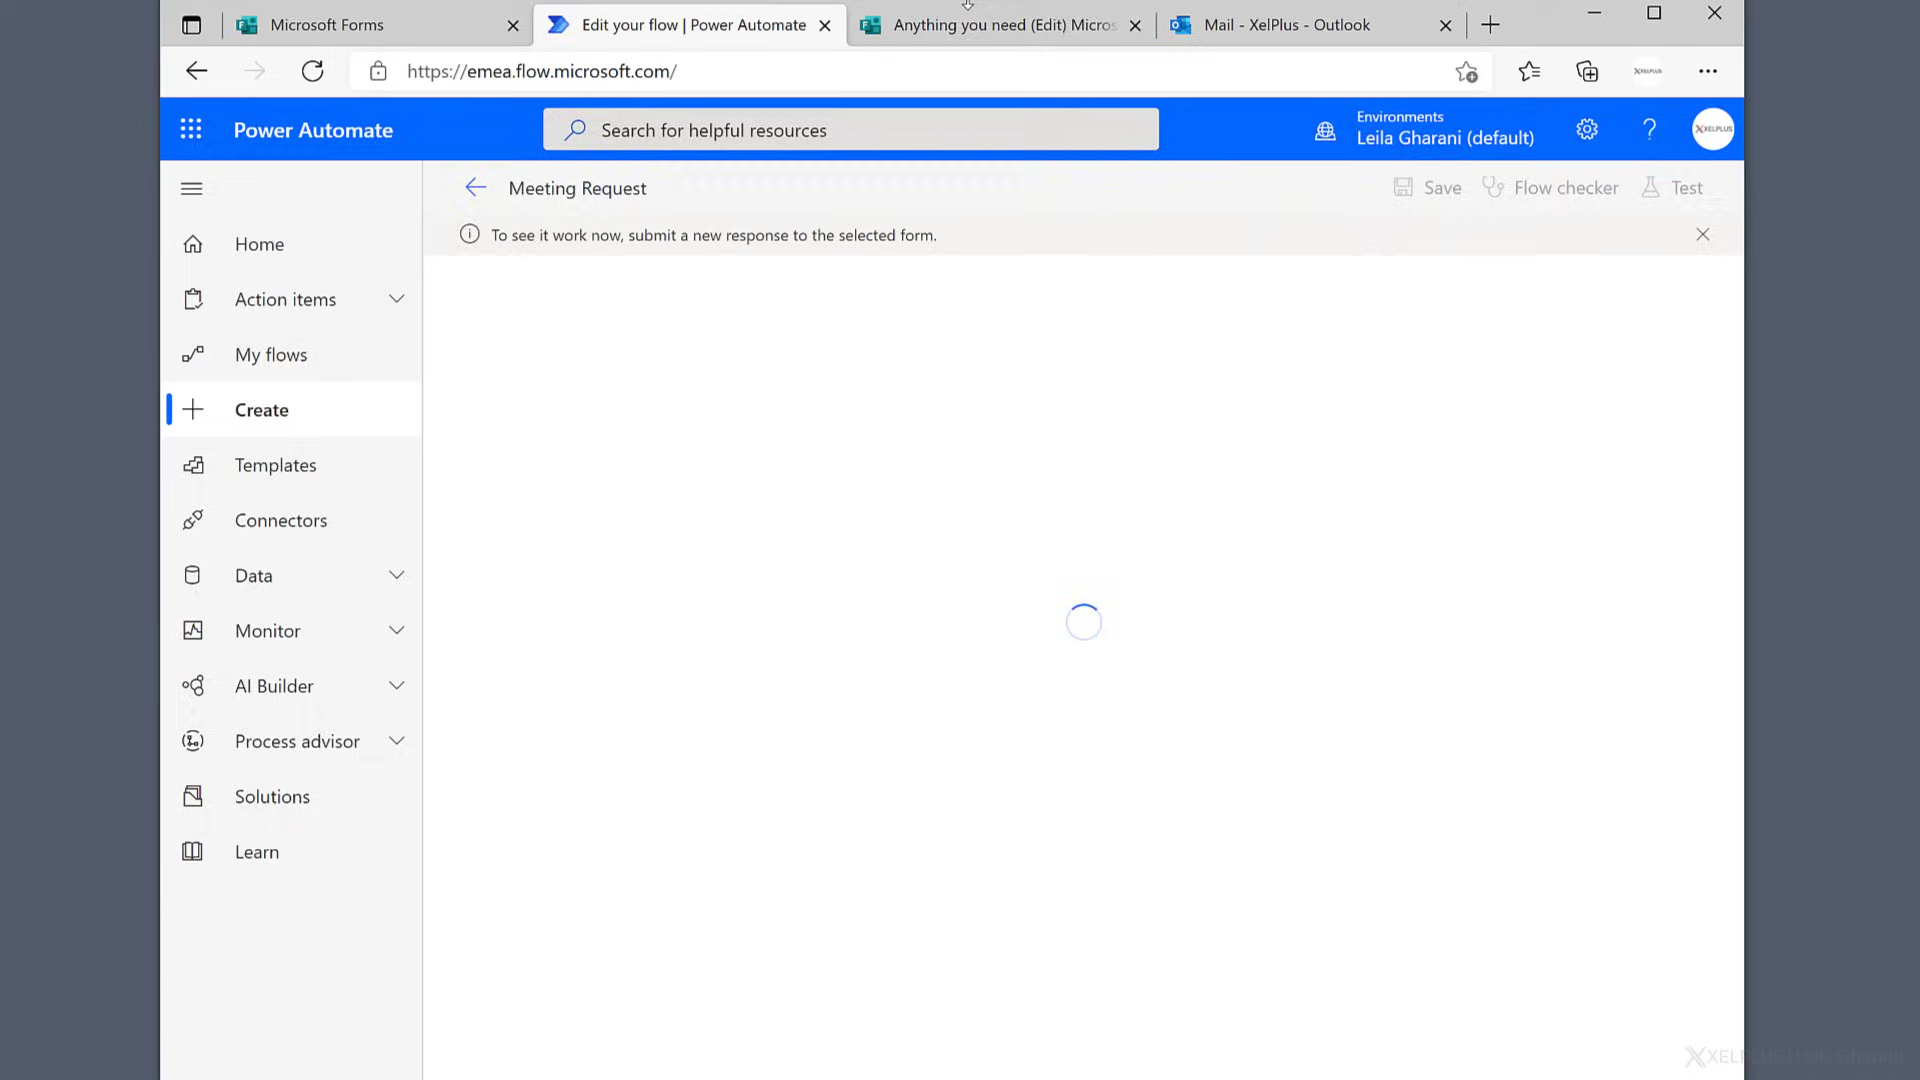 Microsoft Forms
Edit your flow | Power Automate
Anything you need (Edit) Micros
Mail - XelPlus - Outlook
https://emea.flow.microsoft.com/
XELPLUS
Power Automate
Search for helpful resources
Environments
Leila Gharani (default)
XELPLUS
Meeting Request
Save
Flow checker
Test
To see it work now, submit a new response to the selected form.
Home
Action items
My flows
Create
Templates
Connectors
Data
Monitor
AI Builder
Process advisor
Solutions
Learn